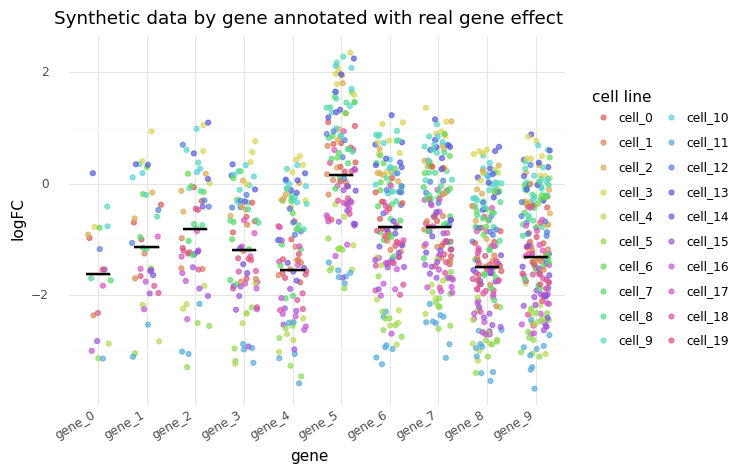 Synthetic data by gene annotated with real gene effect
logFC
2
0
−2
gene_0
gene_1
gene_2
gene_3
gene_4
gene_5
gene_6
gene_7
gene_8
gene_9
gene
cell line
cell_0
cell_1
cell_2
cell_3
cell_4
cell_5
cell_6
cell_7
cell_8
cell_9
cell_10
cell_11
cell_12
cell_13
cell_14
cell_15
cell_16
cell_17
cell_18
cell_19